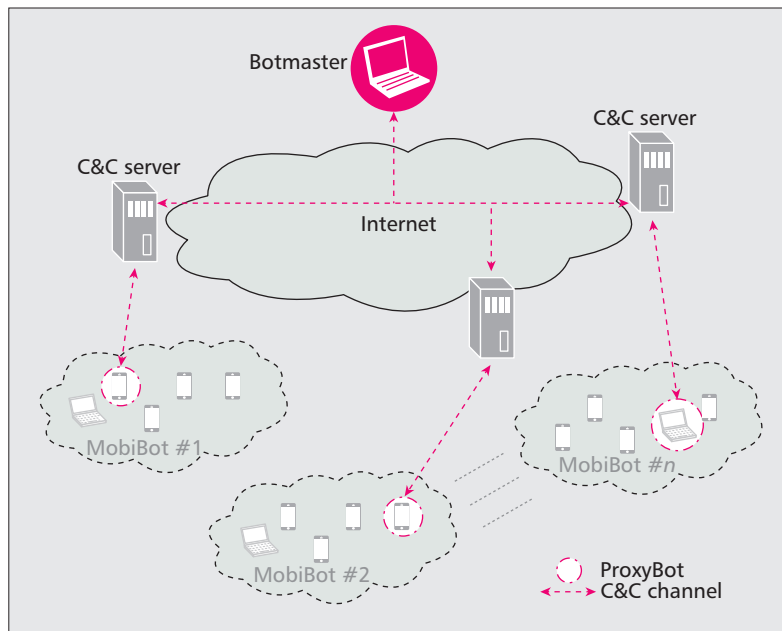 Botmaster
C&C server
C&C server
Internet
MobiBot #1
MobiBot #n
MobiBot #2
ProxyBot
C&C channel